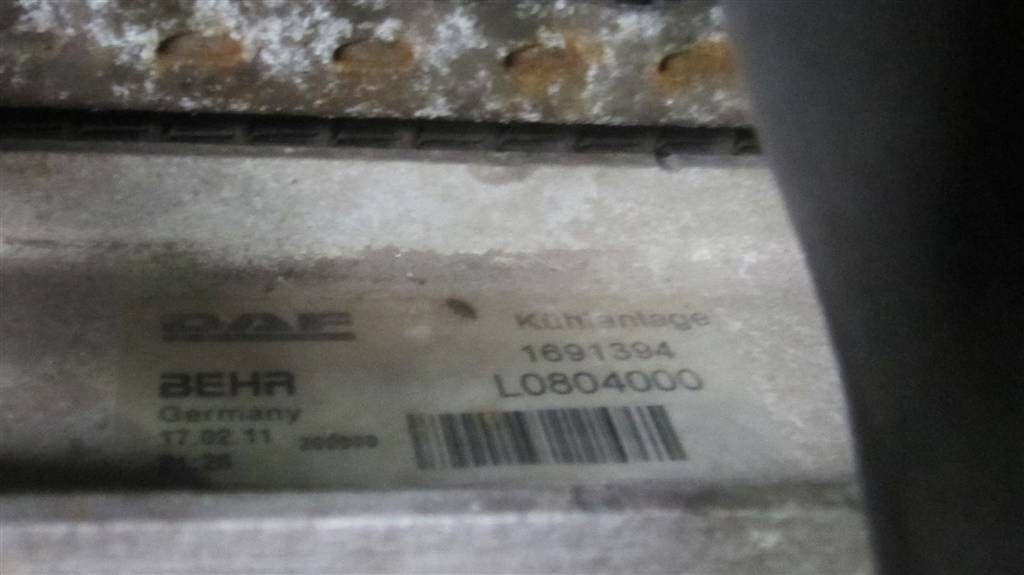 DAF
Kühlanlage
1691394
BEHR
L0804000
Germany
17.02.11